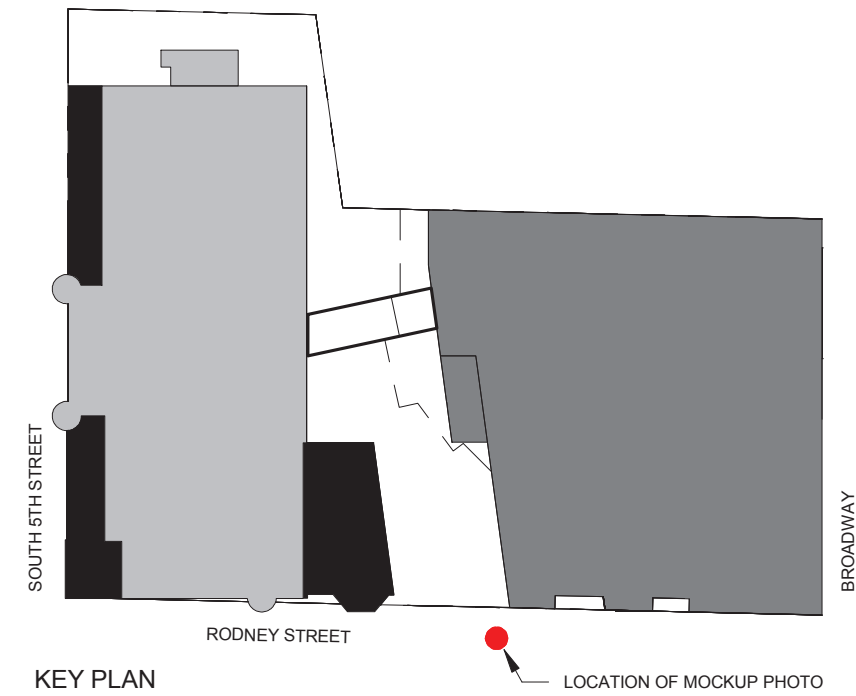 SOUTH 5TH STREET
BROADWAY
RODNEY STREET
KEY PLAN
LOCATION OF MOCKUP PHOTO